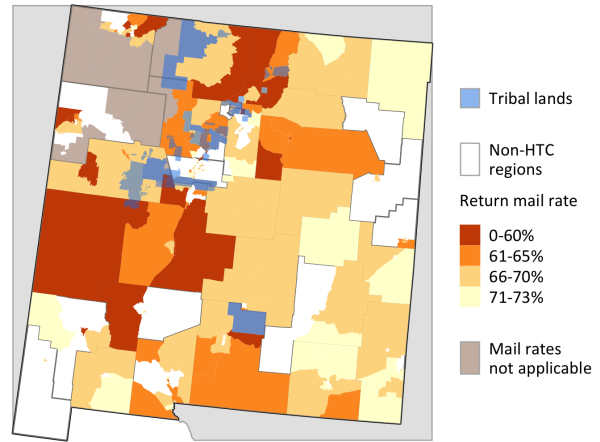 Tribal lands
Non-HTC
regions
Return mail rate
0-60%
61-65%
66-70%
71-73%
Mail rates
not applicable